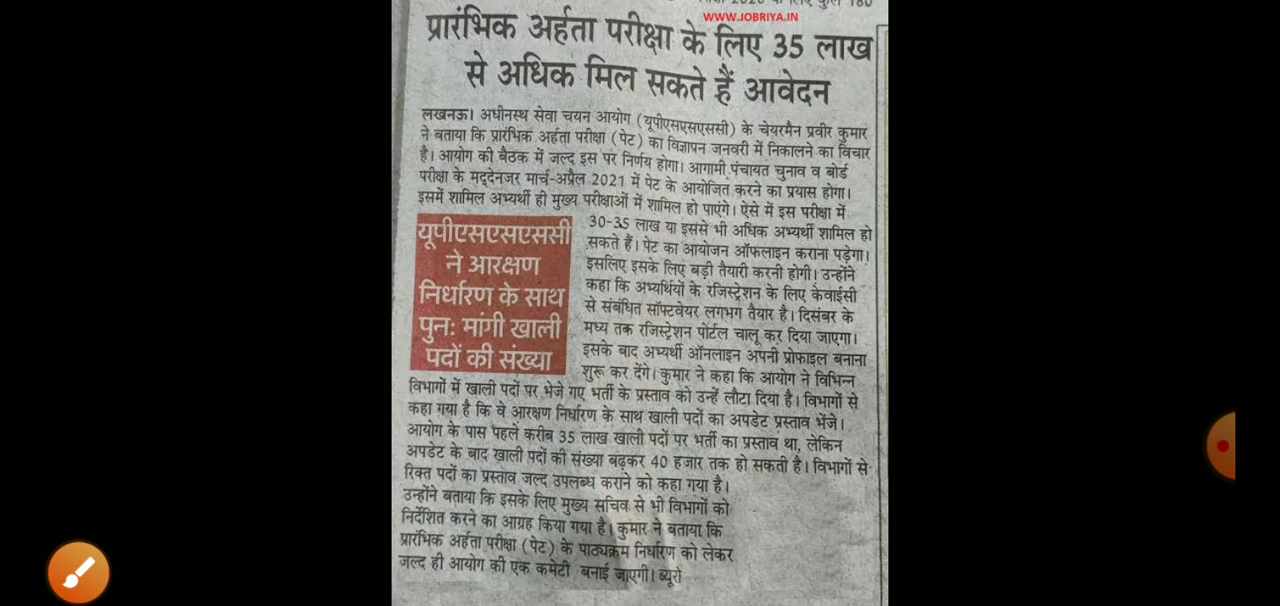 WWW.JOBRIYA.IN
प्रारंभिक अर्हता परीक्षा के लिए 35 लाख
से अधिक मिल सकते हैं आवेदन
लखनऊ। अधीनस्थ सेवा चयन आयोग (यूपीएसएसएससी) के चेयरमैन प्रवीर कुमार
ने बताया कि प्रारंभिक अर्हता परीक्षा (पेट) का विज्ञापन जनवरी में निकालने का विचार
है। आयोग की बैठक में जल्द इस पर निर्णय होगा। आगामी पंचायत चुनाव व बोर्ड
परीक्षा के मद्देनजर मार्च-अप्रैल 2021 में पेट के आयोजित करने का प्रयास होगा।
इसमें शामिल अभ्यर्थी ही मुख्य परीक्षाओं में शामिल हो पाएंगे। ऐसे में इस परीक्षा में
30-35 लाख या इससे भी अधिक अभ्यर्थी शामिल हो
सकते हैं। पेट का आयोजन ऑफलाइन कराना पड़ेगा।
इसलिए इसके लिए बड़ी तैयारी करनी होगी। उन्होंने
कहा कि अभ्यर्थियों के रजिस्ट्रेशन के लिए केवाईसी
से संबंधित सॉफ्टवेयर लगभग तैयार है। दिसंबर के
मध्य तक रजिस्ट्रेशन पोर्टल चालू कर दिया जाएगा।
इसके बाद अभ्यर्थी ऑनलाइन अपनी प्रोफाइल बनाना
शुरू कर देंगे। कुमार ने कहा कि आयोग ने विभिन्न
यूपीएसएसएससी
ने आरक्षण
निर्धारण के साथ
पुनः मांगी खाली
पदों की संख्या
विभागों में खाली पदों पर भेजे गए भर्ती के प्रस्ताव को उन्हें लौटा दिया है। विभागों से
कहा गया है कि वे आरक्षण निर्धारण के साथ खाली पदों का अपडेट प्रस्ताव भेंजे।
आयोग के पास पहले करीब 35 लाख खाली पदों पर भर्ती का प्रस्ताव था, लेकिन
अपडेट के बाद खाली पदों की संख्या बढ़कर 40 हजार तक हो सकती है। विभागों से
रिक्त पदों का प्रस्ताव जल्द उपलब्ध कराने को कहा गया है।
उन्होंने बताया कि इसके लिए मुख्य सचिव से भी विभागों को
निर्देशित करने का आग्रह किया गया है। कुमार ने बताया कि
प्रारंभिक अर्हता परीक्षा (पेट) के पाठ्यक्रम निर्धारण को लेकर
जल्द ही आयोग की एक कमेटी बनाई जाएगी। ब्यूरो